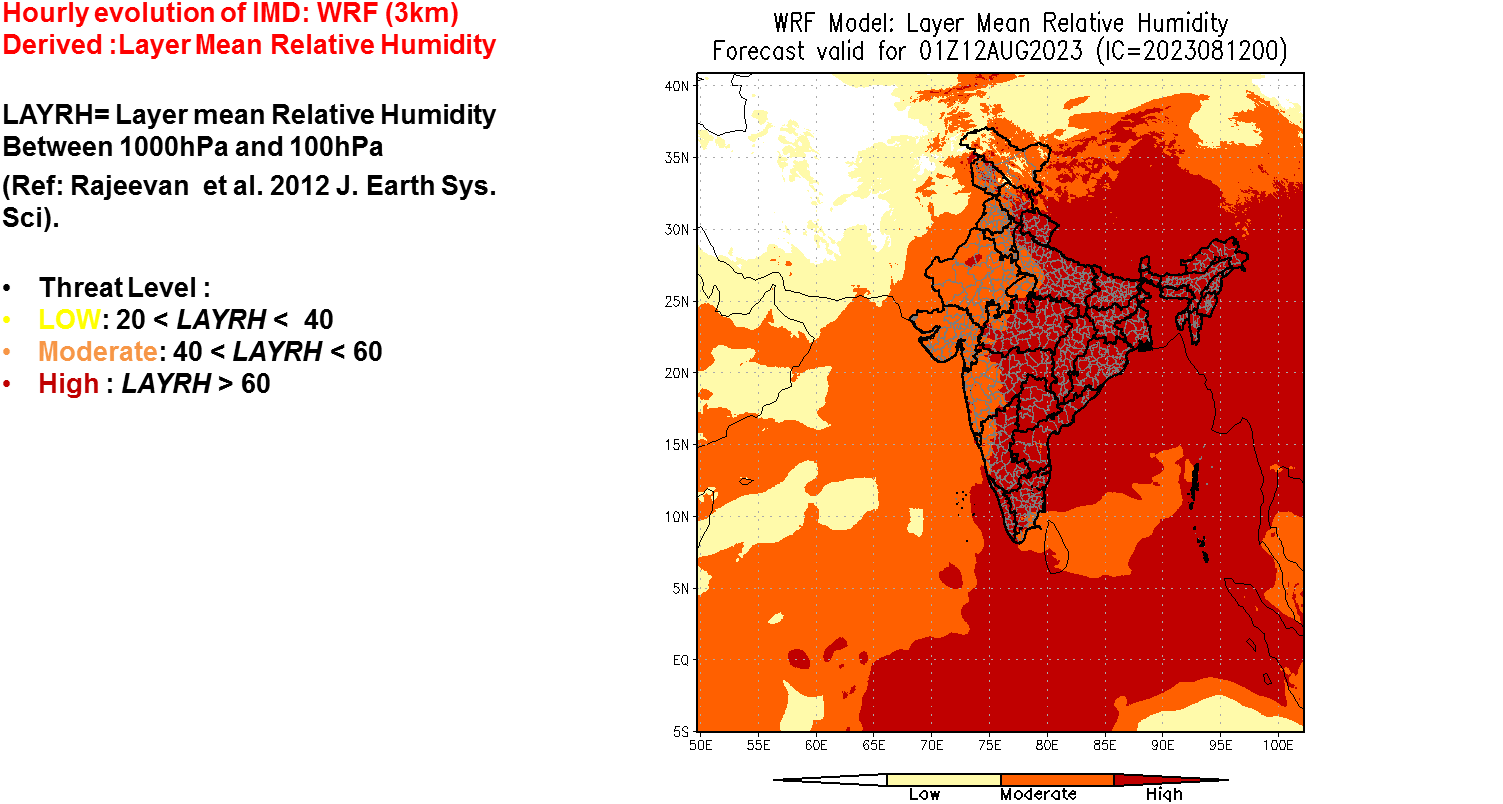 Hourly evolution of IMD: WRF (3km)
Derived :Layer Mean Relative Humidity
LAYRH= Layer mean Relative Humidity
Between 1000hPa and 100hPa
(Ref: Rajeevan et al. 2012 J. Earth Sys.
Sci).
• Threat Level :
• LOW: 20 < LAYRH < 40
• Moderate: 40 < LAYRH < 60
• High : LAYRH > 60
WRF Model: Layer Mean Relative Humidity
Forecast valid for 01Z12AUG2023 (IC=2023081200)
40N
35N
30N
25N
20N
15N
10N
5N
EQ
5S
50E 55E 60E 65E 70E 75E 80E 85E 90E 95E 100E
Low Moderate High